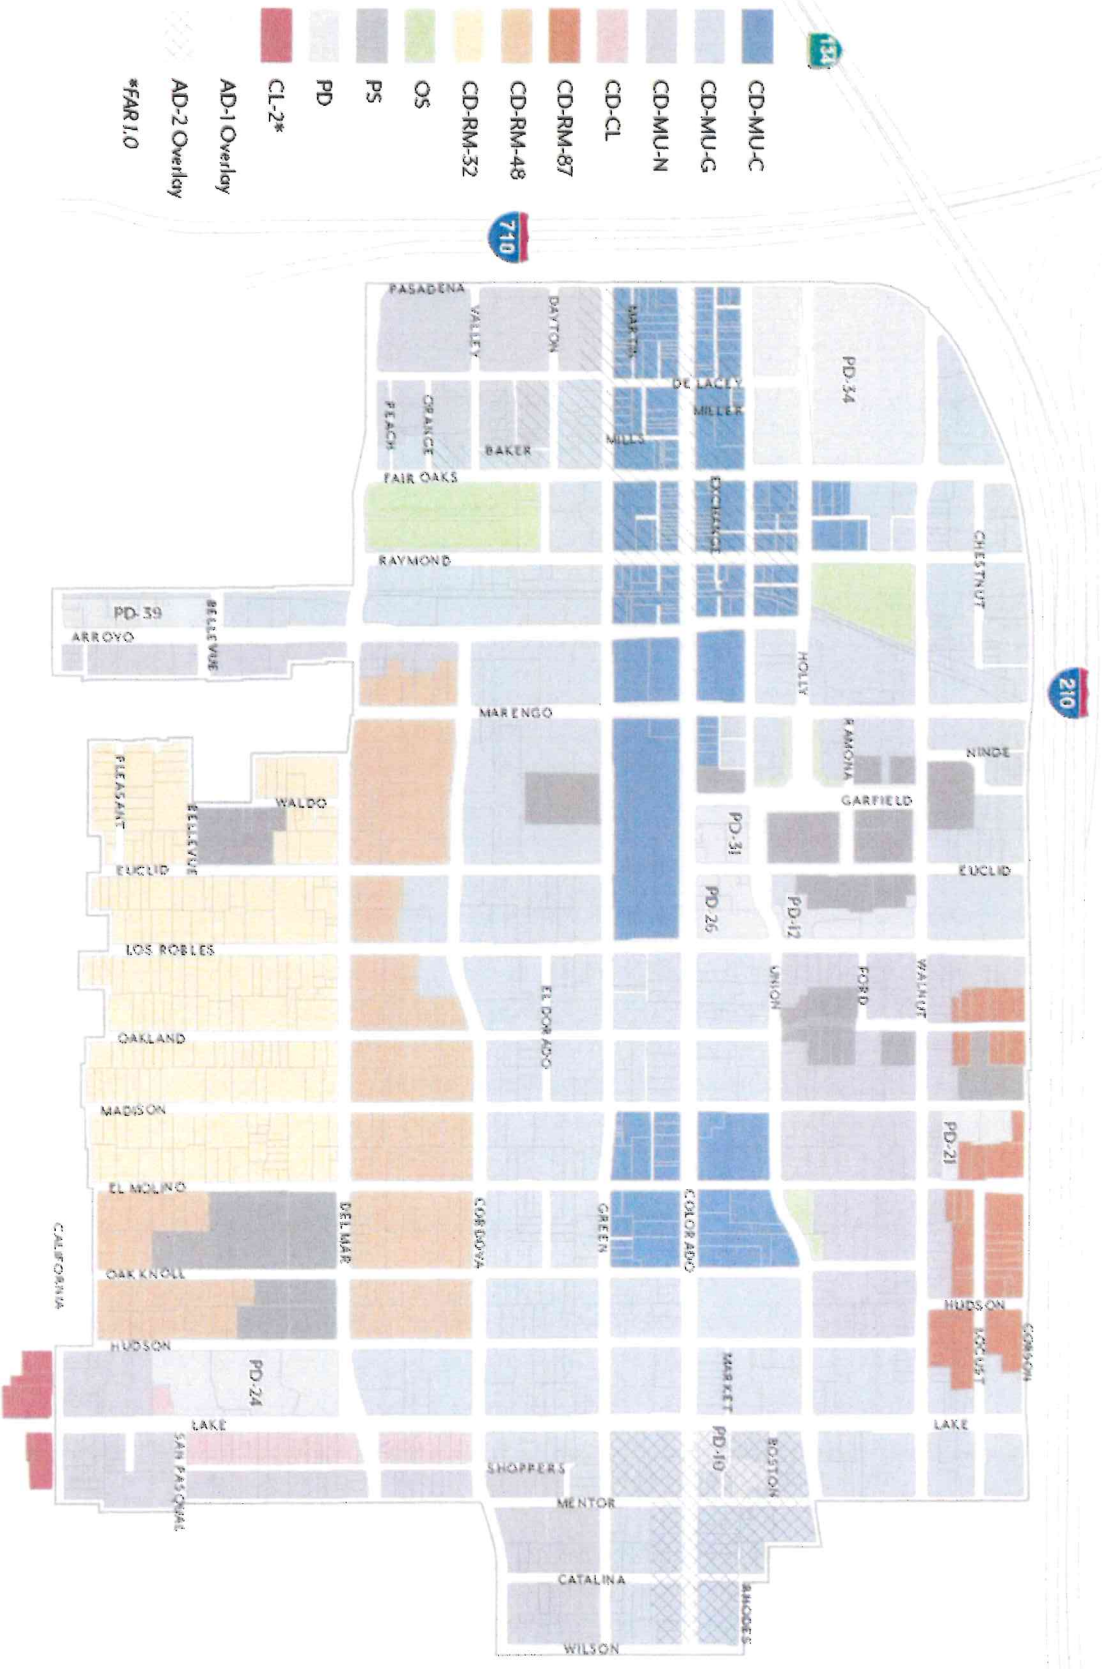 134
710
210
CD-MU-C
CD-MU-G
CD-MU-N
CD-CL
CD-RM-87
CD-RM-48
CD-RM-32
OS
PS
PD
CL-2*
AD-1 Overlay
AD-2 Overlay
*FAR 1.0
PASADENA
VALLEY
DAYTON
MARTIN
DE LACEY
MILLER
MILLS
PD-34
PEACH
ORANGE
BAKER
FAIR OAKS
EXCHANGE
CHESTNUT
RAYMOND
PD-39
ARROYO
BELLEVUE
HOLLY
MARENGO
RAMONA
NINDE
GARFIELD
PLEASANT
WALDO
BELLEVUE
PD-31
EUCLID
EUCLID
PD-26
PD-12
LOS ROBLES
EL DORADO
UNION
FORD
WALNUT
OAKLAND
MADISON
PD-21
EL MOLINO
DEL MAR
CORDOVA
GREEN
COLORADO
CALIFORNIA
OAK KNOLL
HUDSON
LOCUST
CORSON
HUDSON
PD-24
MARKET
LAKE
LAKE
SAN PASQUAL
SHOPPERS
PD-10
BOSTON
MENTOR
CATALINA
RHODES
WILSON